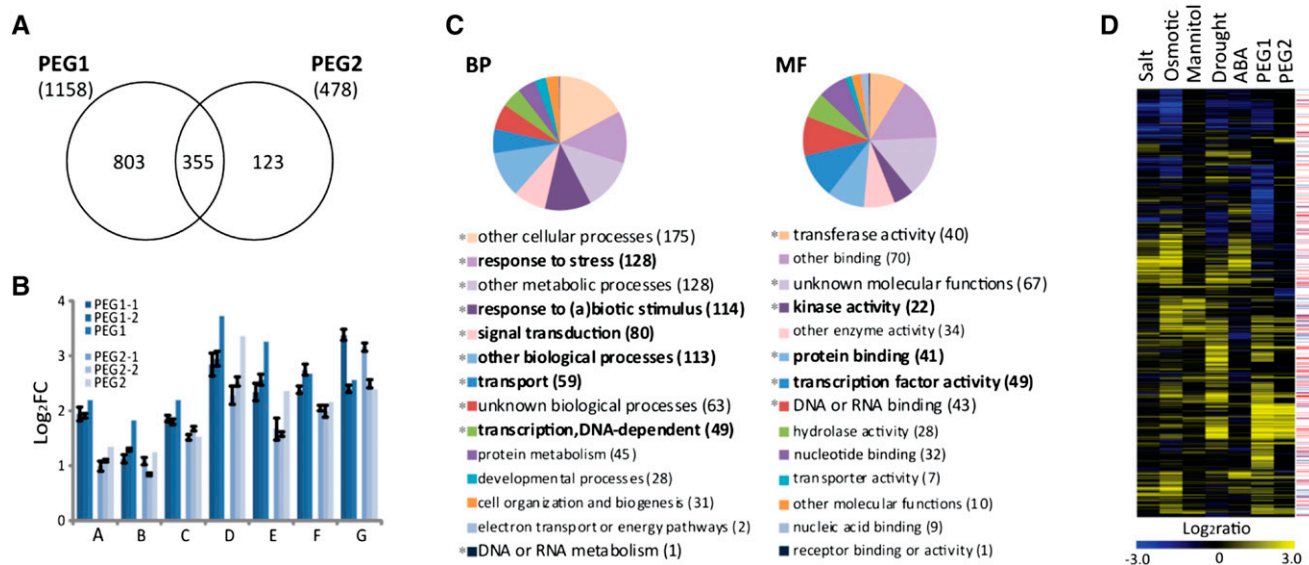 A
PEG1
(1158)
PEG2
(478)
803
355
123
B
PEG1-1
PEG1-2
PEG1
PEG2-1
PEG2-2
PEG2
Log₂FC
4
3
2
1
0
A B C D E F G
C
BP
*other cellular processes (175)
*response to stress (128)
*other metabolic processes (128)
*response to (a)biotic stimulus (114)
*signal transduction (80)
*other biological processes (113)
*transport (59)
*unknown biological processes (63)
*transcription,DNA-dependent (49)
protein metabolism (45)
developmental processes (28)
cell organization and biogenesis (31)
electron transport or energy pathways (2)
*DNA or RNA metabolism (1)
MF
*transferase activity (40)
other binding (70)
*unknown molecular functions (67)
*kinase activity (22)
other enzyme activity (34)
*protein binding (41)
*transcription factor activity (49)
*DNA or RNA binding (43)
hydrolase activity (28)
nucleotide binding (32)
transporter activity (7)
other molecular functions (10)
nucleic acid binding (9)
receptor binding or activity (1)
D
Salt
Osmotic
Mannitol
Drought
ABA
PEG1
PEG2
Log₂ratio
-3.0 0 3.0